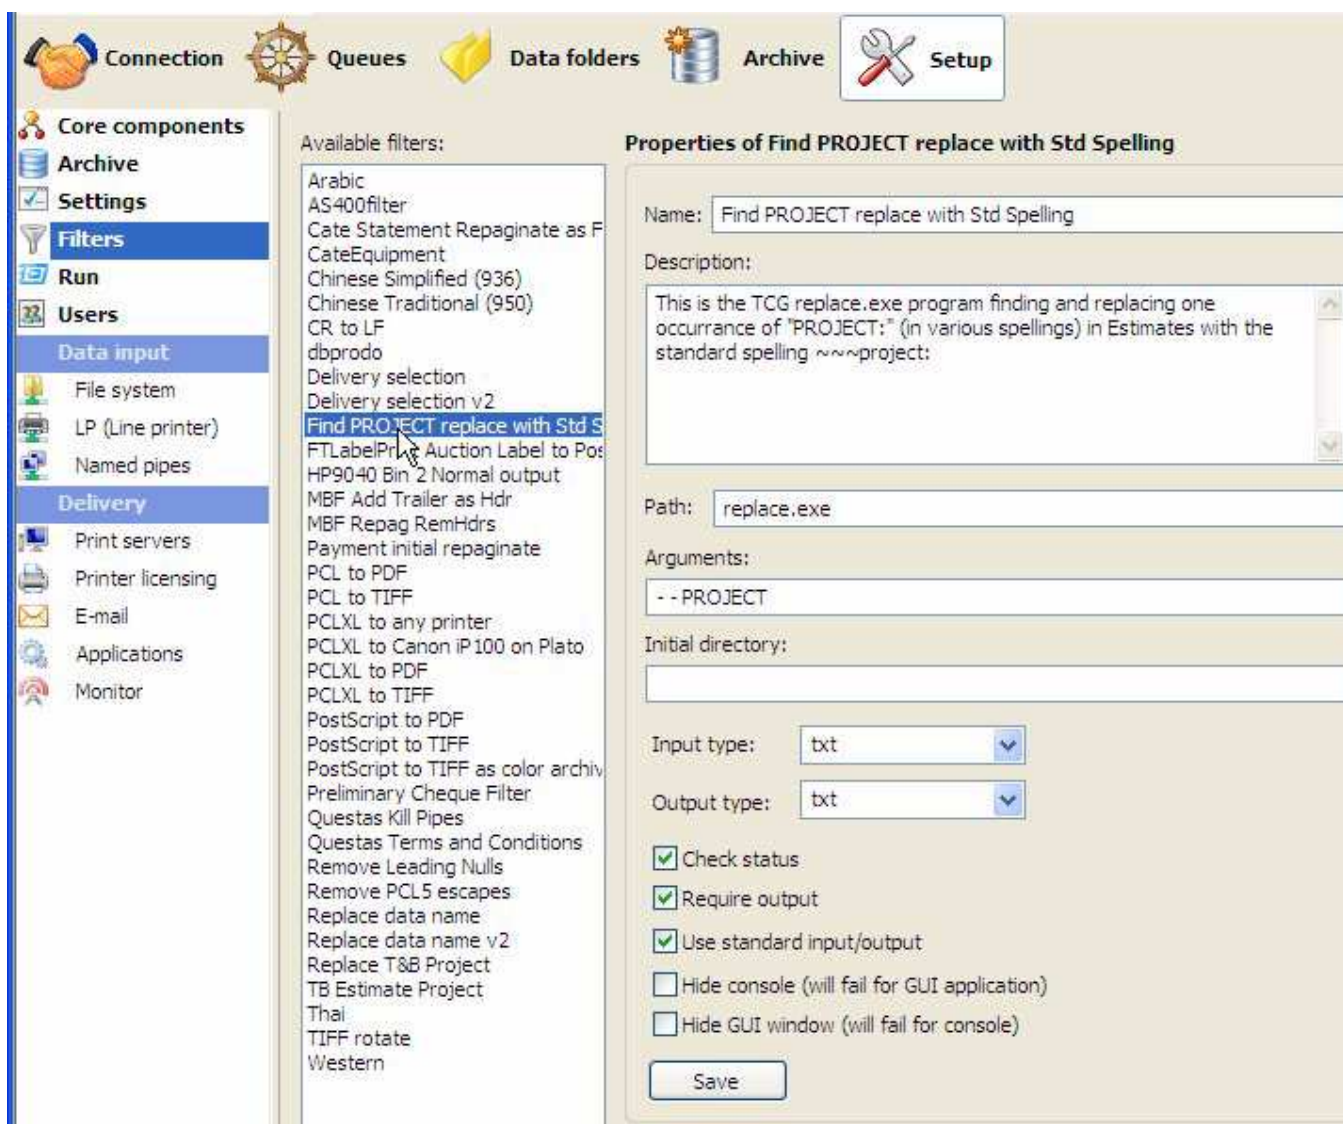 Connection Queues Data folders Archive Setup
Core components
Archive
Settings
Filters
Run
Users
Data input
File system
LP (Line printer)
Named pipes
Delivery
Print servers
Printer licensing
E-mail
Applications
Monitor
Available filters:
Arabic
AS400filter
Cate Statement Repaginate as F
CateEquipment
Chinese Simplified (936)
Chinese Traditional (950)
CR to LF
dbprodo
Delivery selection
Delivery selection v2
Find PROJECT replace with Std S
Auction Label to Pos
HP9040 Bin 2 Normal output
MBF Add Trailer as Hdr
MBF Repag RemHdrs
Payment initial repaginate
PCL to PDF
PCL to TIFF
PCLXL to any printer
PCLXL to Canon iP100 on Plato
PCLXL to PDF
PCLXL to TIFF
PostScript to PDF
PostScript to TIFF
PostScript to TIFF as color archiv
Preliminary Cheque Filter
Questas Kill Pipes
Questas Terms and Conditions
Remove Leading Nulls
Remove PCL5 escapes
Replace data name
Replace data name v2
Replace T&B Project
TB Estimate Project
Thai
TIFF rotate
Western
Properties of Find PROJECT replace with Std Spelling
Name: Find PROJECT replace with Std Spelling
Description:
This is the TCG replace.exe program finding and replacing one
occurrance of "PROJECT:" (in various spellings) in Estimates with the
standard spelling ~~~project:
Path: replace.exe
Arguments:
- - PROJECT
Initial directory:
Input type: txt
Output type: txt
Check status
Require output
Use standard input/output
Hide console (will fail for GUI application)
Hide GUI window (will fail for console)
Save